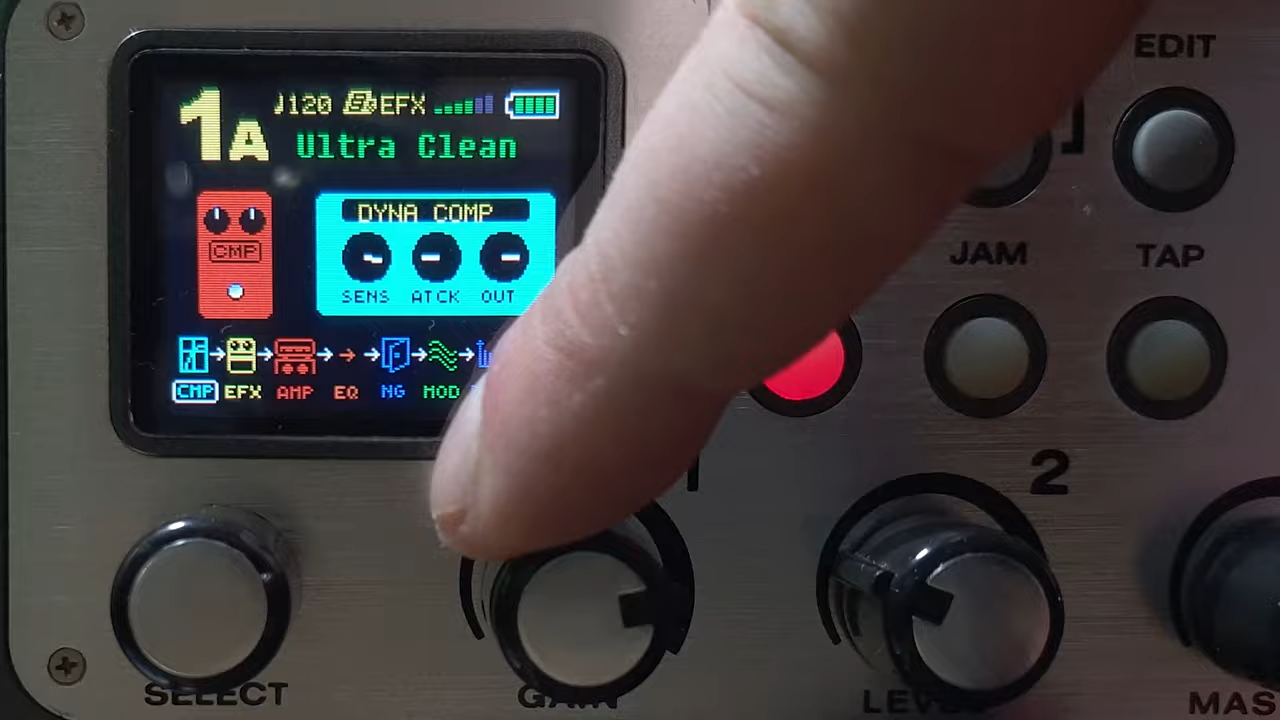 EDIT
1A ♩120 EFX
Ultra Clean
DYNA COMP
CMP
SENS ATCK OUT
JAM TAP
CMP EFX AMP EQ NG MOD
1
2
SELECT GAIN LEVEL MAS